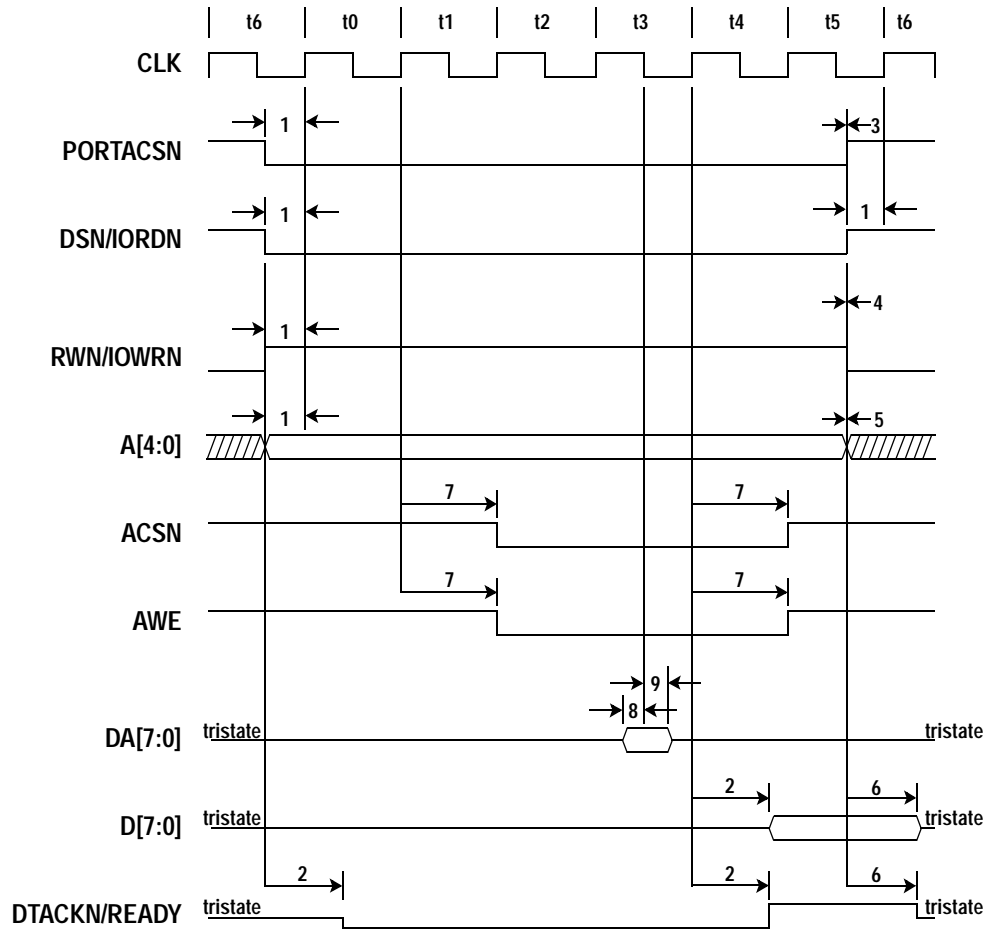 t6 t0 t1 t2 t3 t4 t5 t6
CLK
1 3
PORTACSN
1 1
DSN/IORDN
4
1
RWN/IOWRN
1 5
A[4:0]
7 7
ACSN
7 7
AWE
9
8
DA[7:0] tristate tristate
2 6
D[7:0] tristate tristate
2 2 6
DTACKN/READY tristate tristate